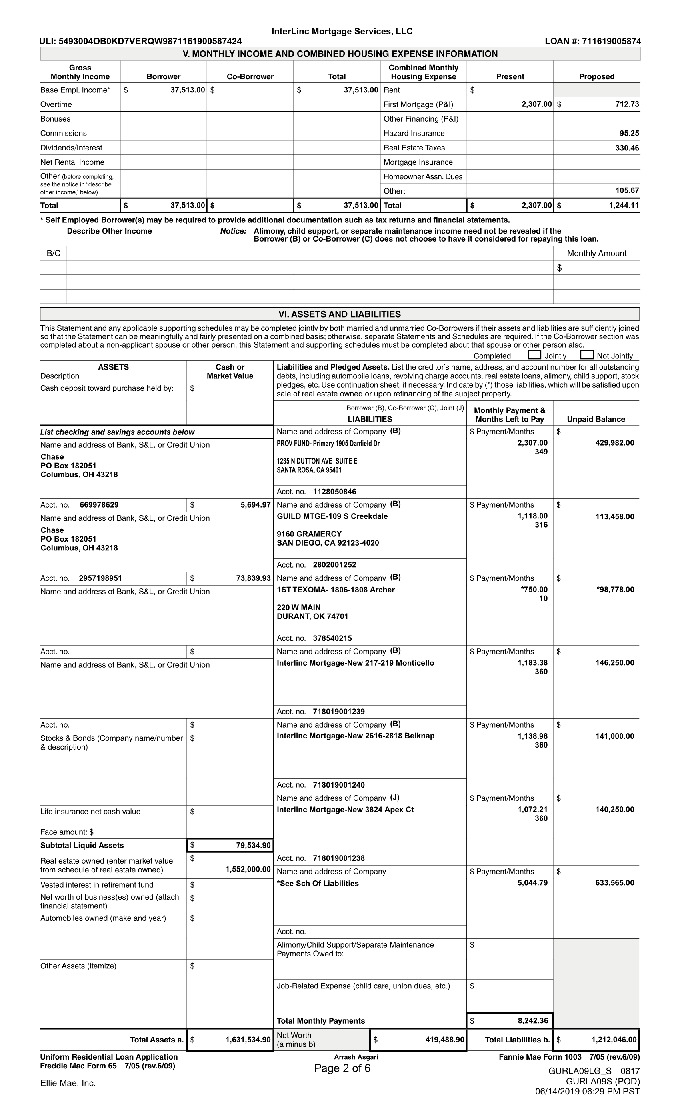 InterLinc Mortgage Services, LLC
ULI: 5493004OB0KD7VERQW9871161900587424 LOAN #: 711619005874
V. MONTHLY INCOME AND COMBINED HOUSING EXPENSE INFORMATION
Gross Monthly Income Borrower Co-Borrower Total Combined Monthly Housing Expense Present Proposed
Base Empl. Income* $ 37,513.00 $ $ 37,513.00 Rent $
Overtime First Mortgage (P&I) 2,307.00 $ 712.73
Bonuses Other Financing (P&I)
Commissions Hazard Insurance 95.25
Dividends/Interest Real Estate Taxes 330.46
Net Rental Income Mortgage Insurance
Other (before completing, see the notice in "describe other income," below) Homeowner Assn. Dues
Other: 105.67
Total $ 37,513.00 $ $ 37,513.00 Total $ 2,307.00 $ 1,244.11
* Self Employed Borrower(s) may be required to provide additional documentation such as tax returns and financial statements.
Describe Other Income Notice: Alimony, child support, or separate maintenance income need not be revealed if the
Borrower (B) or Co-Borrower (C) does not choose to have it considered for repaying this loan.
B/C Monthly Amount
$
VI. ASSETS AND LIABILITIES
This Statement and any applicable supporting schedules may be completed jointly by both married and unmarried Co-Borrowers if their assets and liabilities are sufficiently joined
so that the Statement can be meaningfully and fairly presented on a combined basis; otherwise, separate Statements and Schedules are required. If the Co-Borrower section was
completed about a non-applicant spouse or other person, this Statement and supporting schedules must be completed about that spouse or other person also.
Completed Jointly Not Jointly
ASSETS Cash or Market Value
Description
Cash deposit toward purchase held by: $
Liabilities and Pledged Assets. List the creditor's name, address, and account number for all outstanding
debts, including automobile loans, revolving charge accounts, real estate loans, alimony, child support, stock
pledges, etc. Use continuation sheet, if necessary. Indicate by (*) those liabilities, which will be satisfied upon
sale of real estate owned or upon refinancing of the subject property.
Borrower (B), Co-Borrower (C), Joint (J)
LIABILITIES Monthly Payment & Months Left to Pay Unpaid Balance
List checking and savings accounts below
Name and address of Bank, S&L, or Credit Union
Chase
PO Box 182051
Columbus, OH 43218
Acct. no. 669978629 $ 5,694.97
Name and address of Company (B) $ Payment/Months $
PROV FUND- Primary 1905 Danfield Dr 2,307.00 429,982.00
349
1235 N DUTTON AVE SUITE E
SANTA ROSA, CA 95401
Acct. no. 1128050846
Name and address of Bank, S&L, or Credit Union
Chase
PO Box 182051
Columbus, OH 43218
Acct. no. 2957198951 $ 73,839.93
Name and address of Company (B) $ Payment/Months $
GUILD MTGE-109 S Creekdale 1,118.00 113,458.00
316
9160 GRAMERCY
SAN DIEGO, CA 92123-4020
Acct. no. 2802001252
Name and address of Bank, S&L, or Credit Union
Acct. no. $
Name and address of Company (B) $ Payment/Months $
1ST TEXOMA- 1806-1808 Archer *750.00 *98,778.00
10
220 W MAIN
DURANT, OK 74701
Acct. no. 378540215
Name and address of Bank, S&L, or Credit Union
Acct. no. $
Name and address of Company (B) $ Payment/Months $
Interlinc Mortgage-New 217-219 Monticello 1,183.38 146,250.00
360
Acct. no. 718019001239
Stocks & Bonds (Company name/number & description) $
Name and address of Company (B) $ Payment/Months $
Interlinc Mortgage-New 2616-2618 Belknap 1,138.98 141,000.00
360
Acct. no. 718019001240
Life insurance net cash value $
Face amount: $
Name and address of Company (J) $ Payment/Months $
Interlinc Mortgage-New 3824 Apex Ct 1,072.21 140,250.00
360
Acct. no. 718019001238
Subtotal Liquid Assets $ 79,534.90
Real estate owned (enter market value from schedule of real estate owned) $ 1,552,000.00
Vested interest in retirement fund $
Net worth of business(es) owned (attach financial statement) $
Automobiles owned (make and year) $
Name and address of Company $ Payment/Months $
*See Sch Of Liabilities 5,044.79 633,565.00
Acct. no.
Alimony/Child Support/Separate Maintenance Payments Owed to: $
Other Assets (itemize) $
Job-Related Expense (child care, union dues, etc.) $
Total Monthly Payments $ 8,242.36
Total Assets a. $ 1,631,534.90 Net Worth (a minus b) $ 419,488.90 Total Liabilities b. $ 1,212,046.00
Uniform Residential Loan Application
Freddie Mac Form 65 7/05 (rev.6/09)
Arrash Asgari
Fannie Mae Form 1003 7/05 (rev.6/09)
Page 2 of 6
Ellie Mae, Inc.
GURLA09LG_S 0817
GURLA09S (POD)
06/14/2019 06:29 PM PST